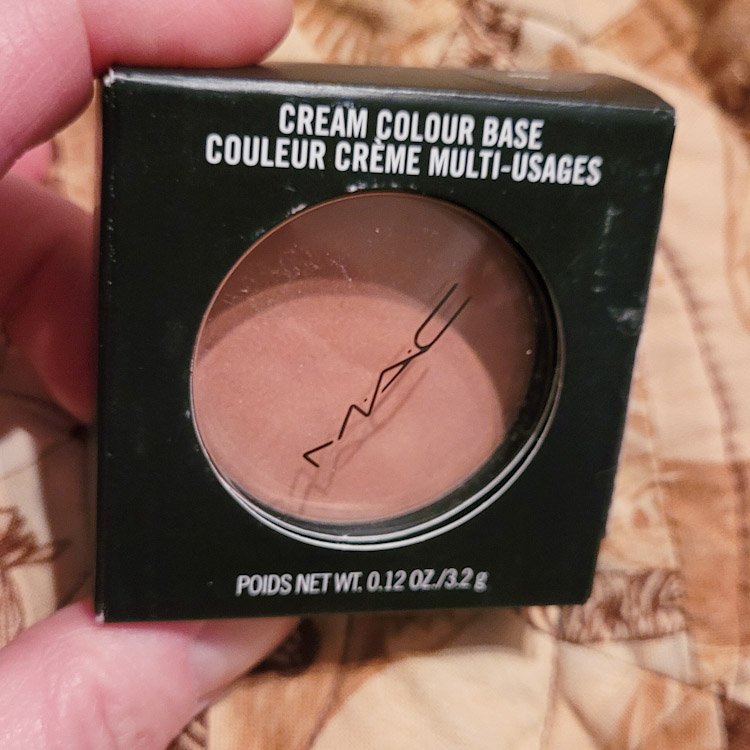 CREAM COLOUR BASE
COULEUR CRÈME MULTI-USAGES
M·A·C
POIDS NET WT. 0.12 OZ./3.2 g